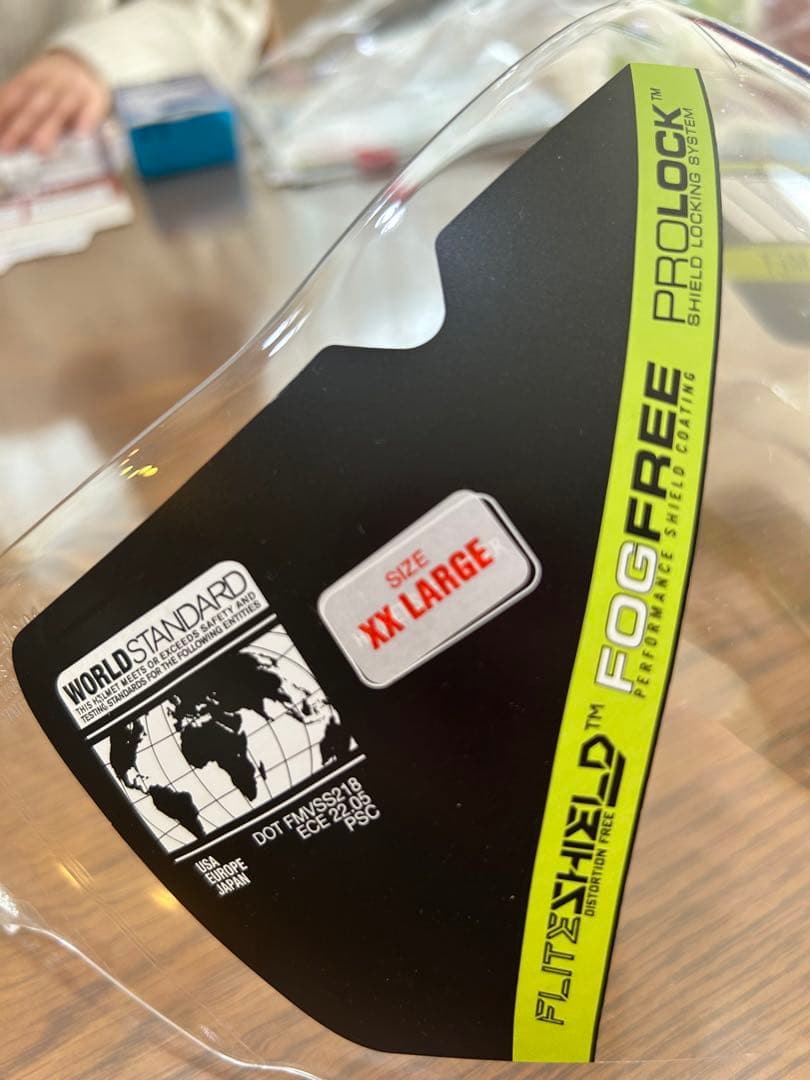 PROLOCK™
SHIELD LOCKING SYSTEM
FOGFREE
PERFORMANCE SHIELD COATING
FLITESHIELD™
DISTORTION FREE
SIZE
XX LARGE
WORLDSTANDARD
THIS HELMET MEETS OR EXCEEDS SAFETY AND
TESTING STANDARDS FOR THE FOLLOWING ENTITIES
USA DOT FMVSS218
EUROPE ECE 22.05
JAPAN PSC